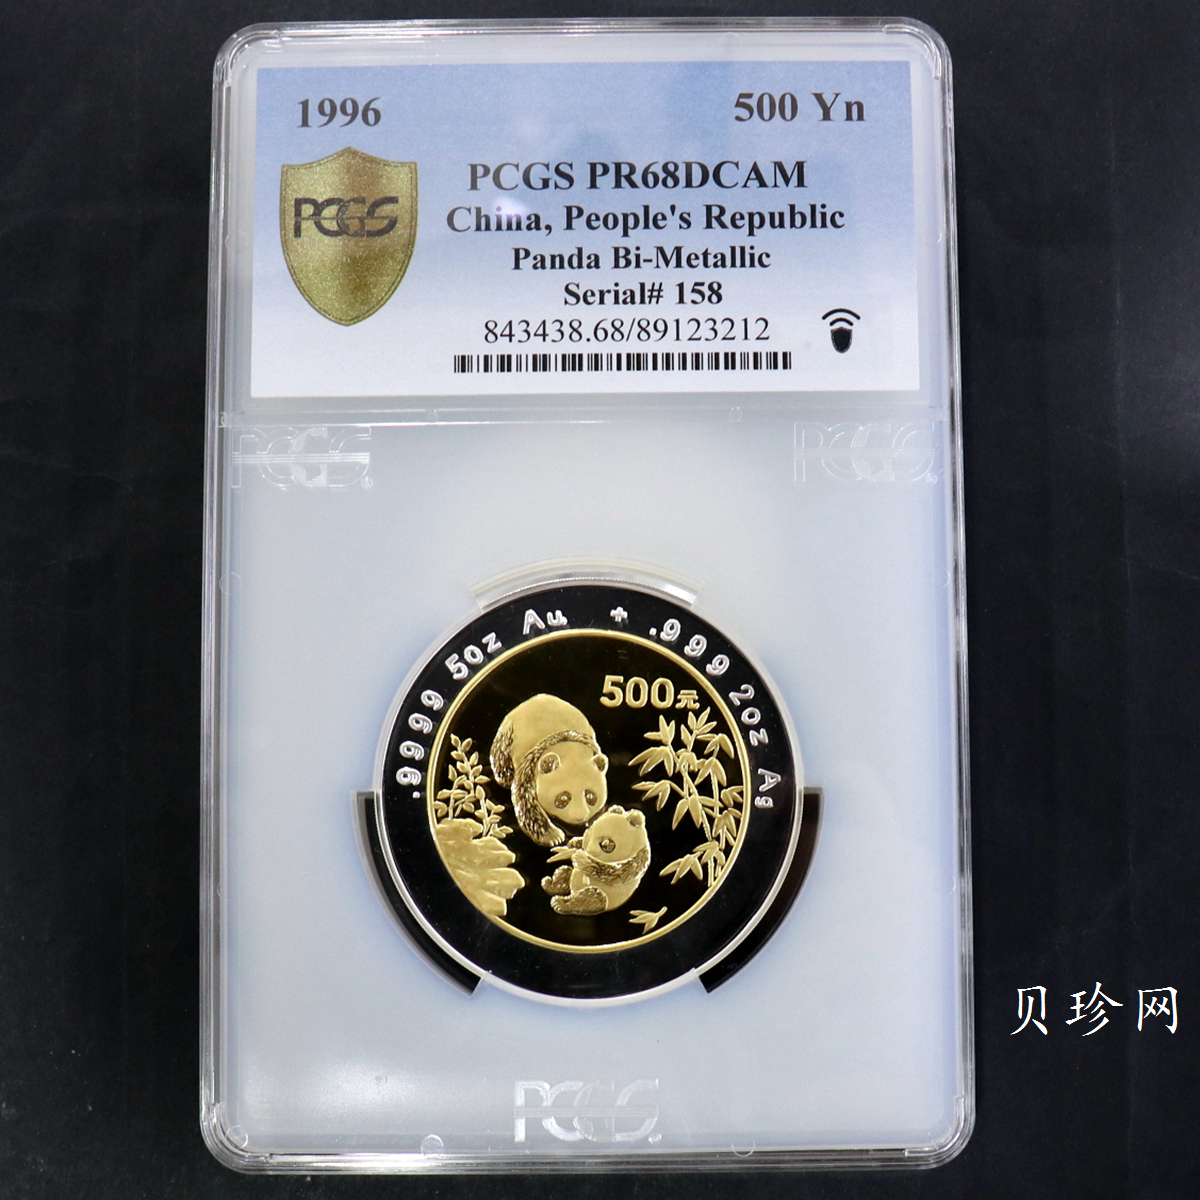 1996
500 Yn
PCGS
PCGS PR68DCAM
China, People's Republic
Panda Bi-Metallic
Serial# 158
843438.68/89123212
PCGS
PCGS
.9999 5oz Au + .999 2oz Ag
500元
贝珍网
PCGS